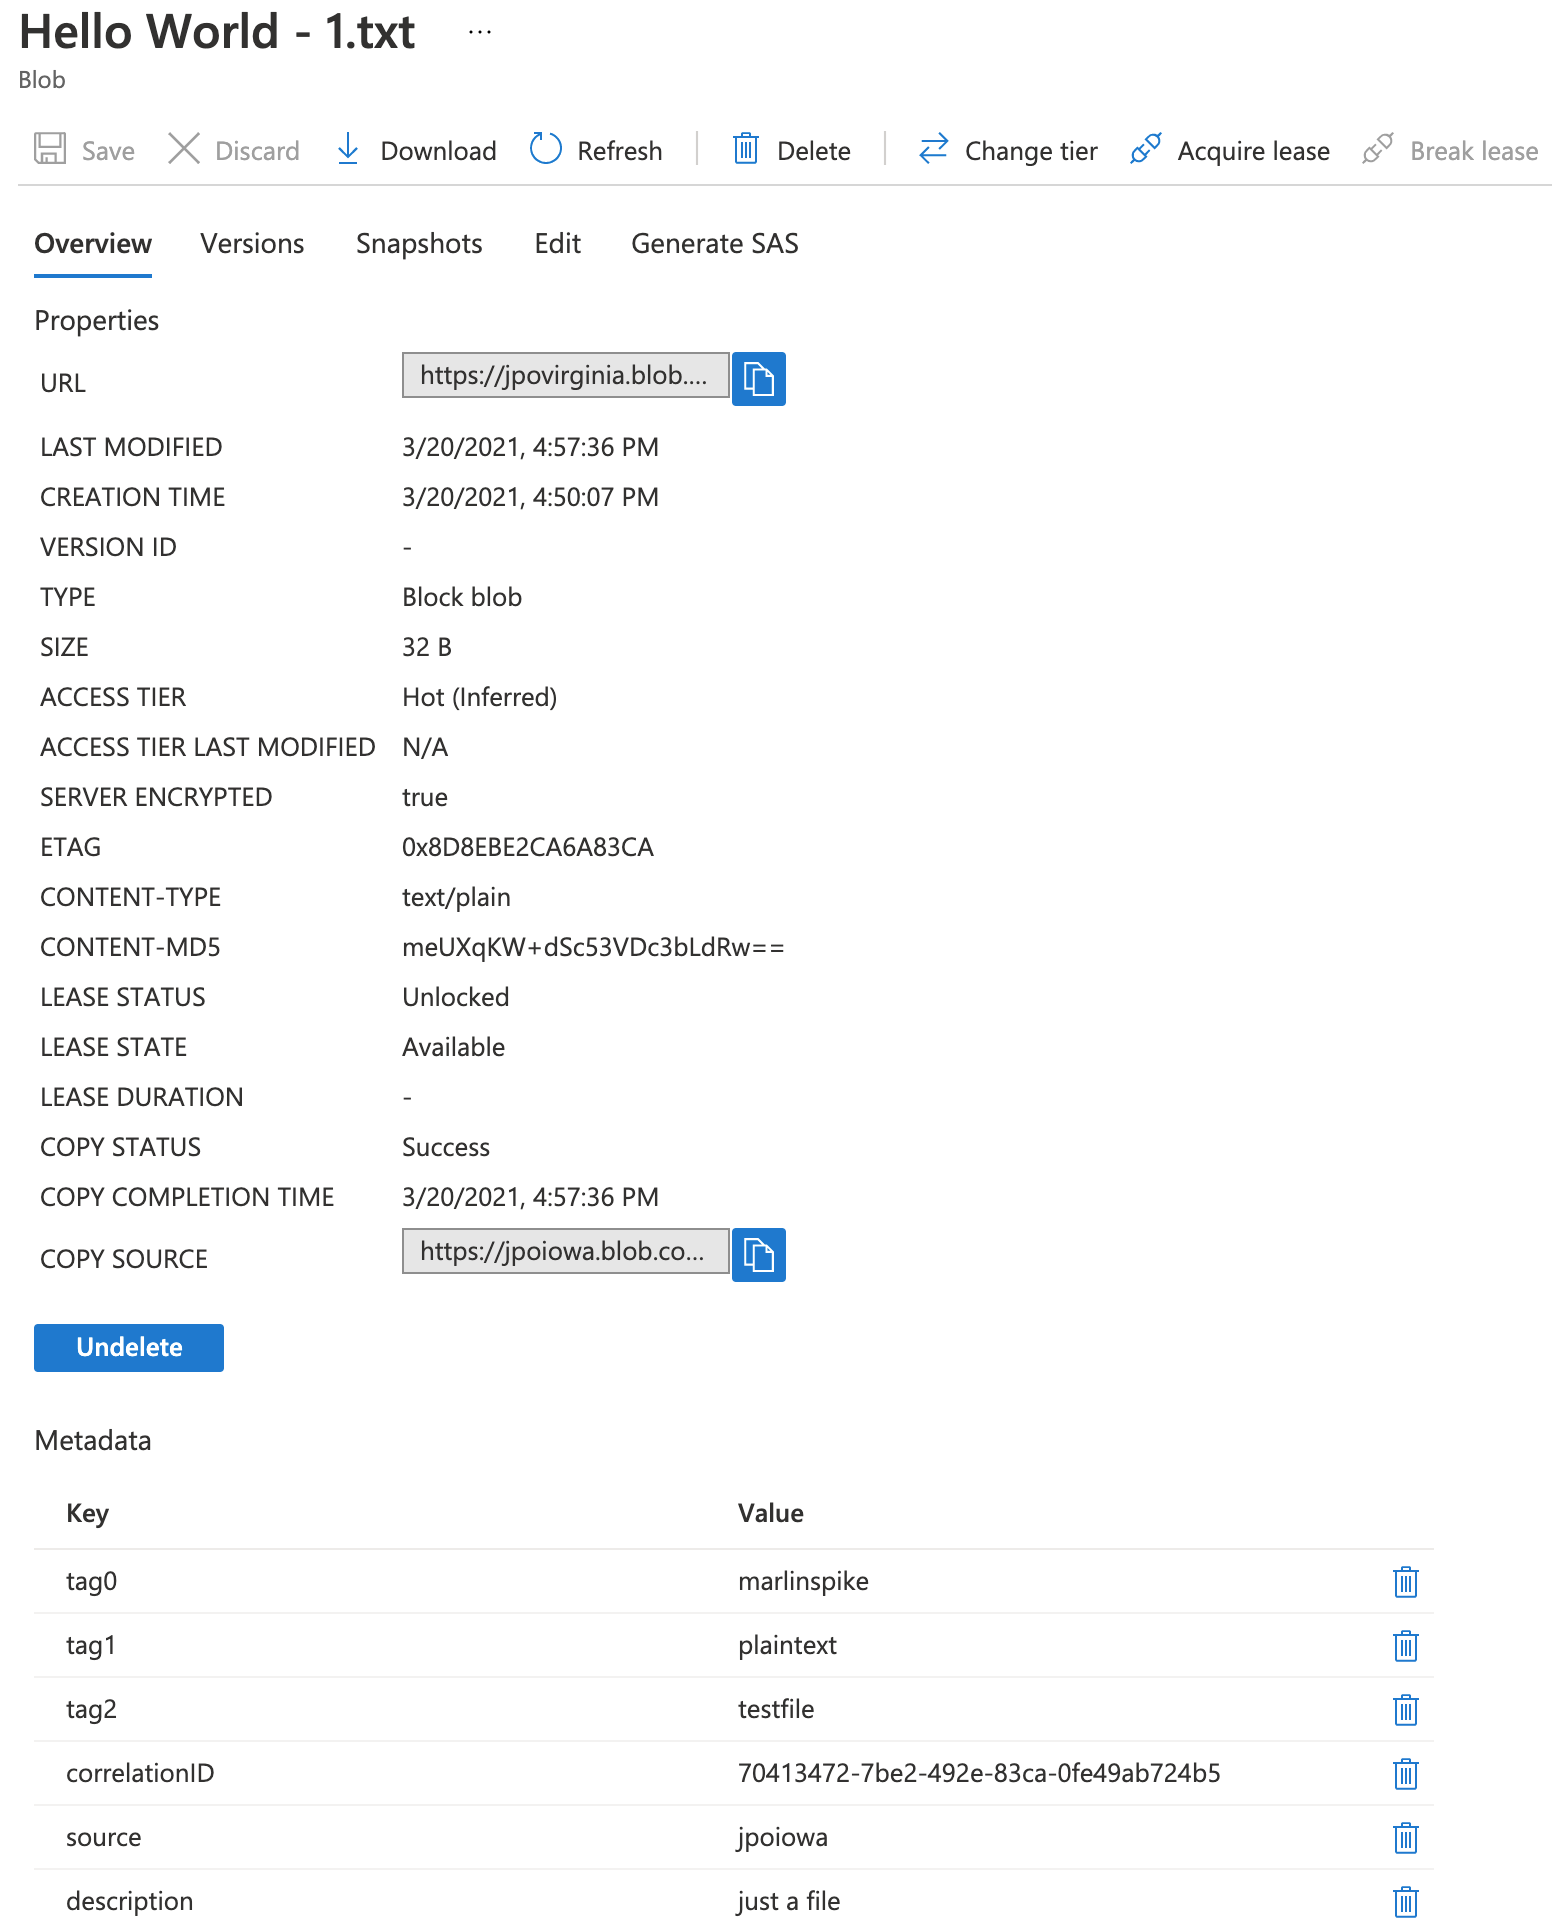 Hello World - 1.txt ...
Blob
Save Discard Download Refresh Delete Change tier Acquire lease Break lease
Overview Versions Snapshots Edit Generate SAS
Properties
URL https://jpovirginia.blob....
LAST MODIFIED 3/20/2021, 4:57:36 PM
CREATION TIME 3/20/2021, 4:50:07 PM
VERSION ID -
TYPE Block blob
SIZE 32 B
ACCESS TIER Hot (Inferred)
ACCESS TIER LAST MODIFIED N/A
SERVER ENCRYPTED true
ETAG 0x8D8EBE2CA6A83CA
CONTENT-TYPE text/plain
CONTENT-MD5 meUXqKW+dSc53VDc3bLdRw==
LEASE STATUS Unlocked
LEASE STATE Available
LEASE DURATION -
COPY STATUS Success
COPY COMPLETION TIME 3/20/2021, 4:57:36 PM
COPY SOURCE https://jpoiowa.blob.co...
Undelete
Metadata
Key Value
tag0 marlinspike
tag1 plaintext
tag2 testfile
correlationID 70413472-7be2-492e-83ca-0fe49ab724b5
source jpoiowa
description just a file